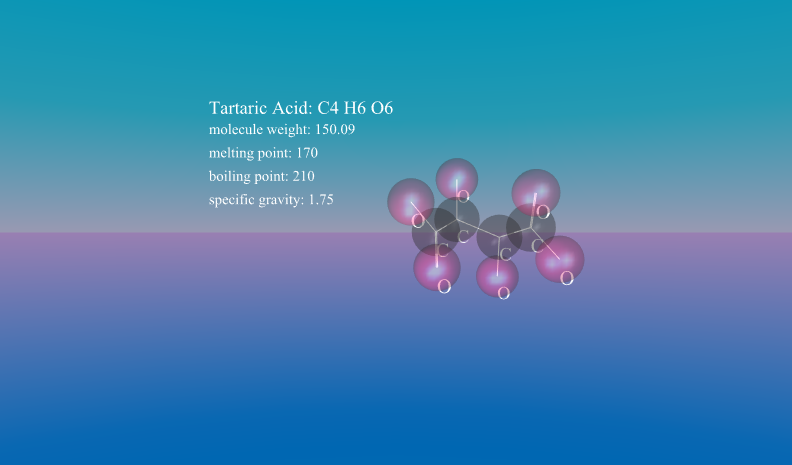 Tartaric Acid: C4 H6 O6
molecule weight: 150.09
melting point: 170
boiling point: 210
specific gravity: 1.75
O
O
O
O
C
C
C
C
O
O
O